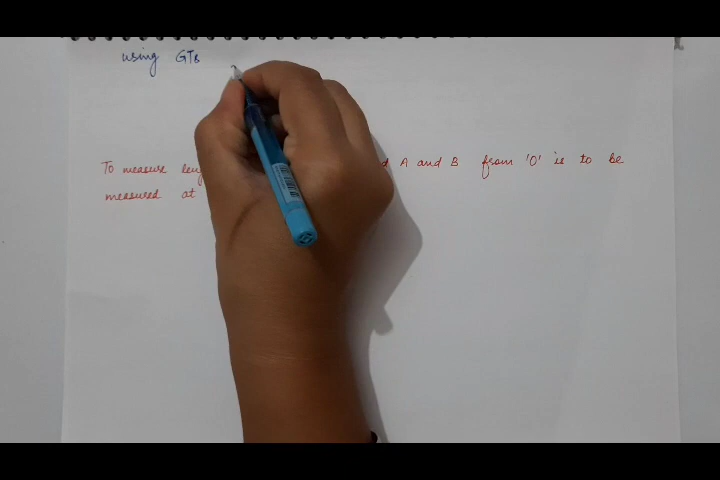 using GTs
To measure A and B from 'O' is to be
measured at